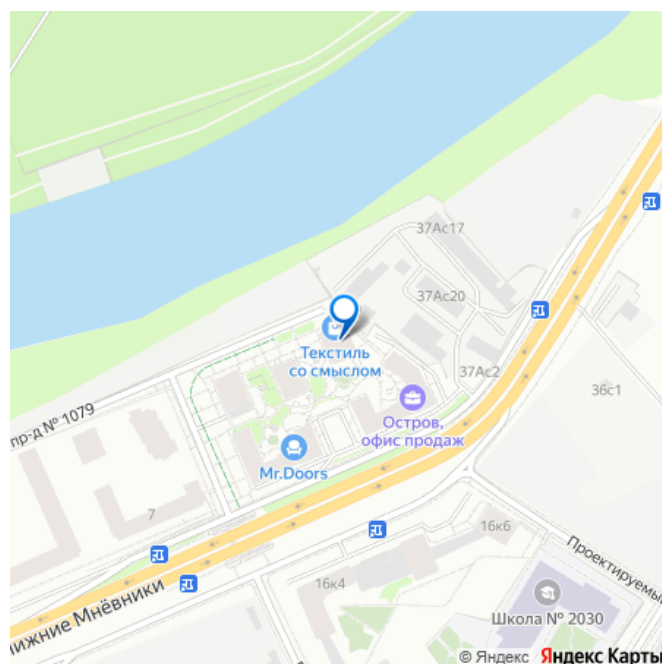 37Ас17
37Ас20
Текстиль
со смыслом
37Ас2
36с1
Остров,
офис продаж
пр-д № 1079
Mr.Doors
7
16к6
Проектируемый
16к4
Школа № 2030
ижние Мнёвники
© Яндекс Яндекс Карты